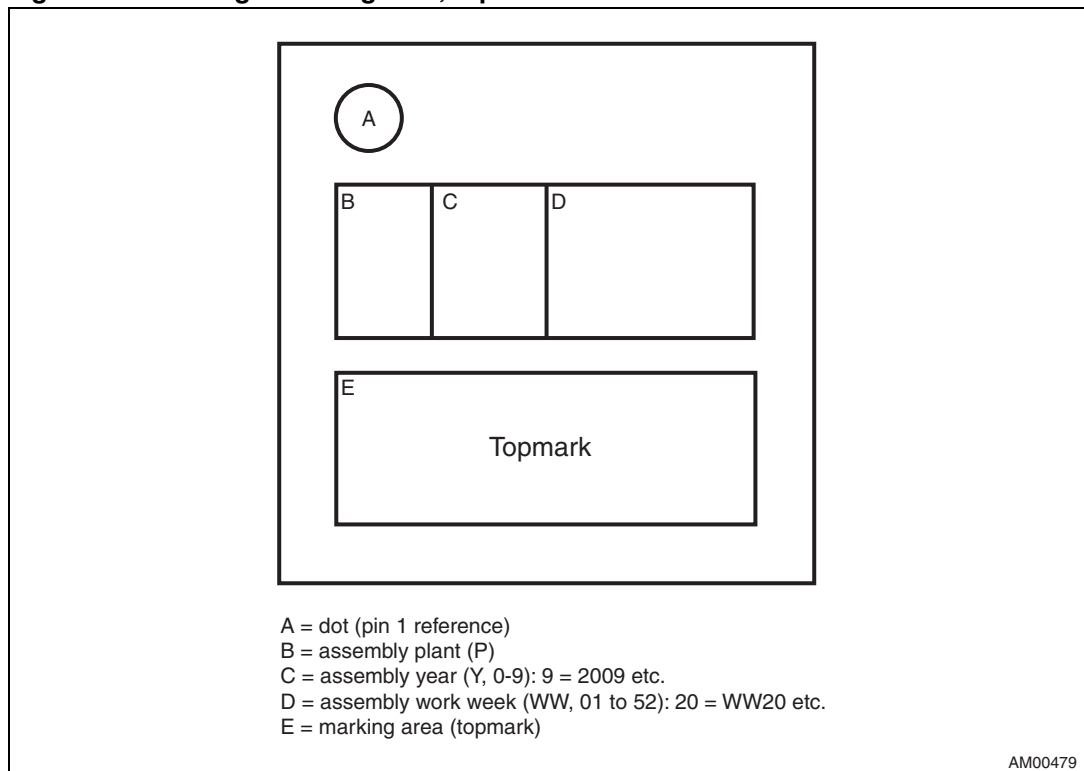 A
B C D
E
Topmark
A = dot (pin 1 reference)
B = assembly plant (P)
C = assembly year (Y, 0-9): 9 = 2009 etc.
D = assembly work week (WW, 01 to 52): 20 = WW20 etc.
E = marking area (topmark)
AM00479